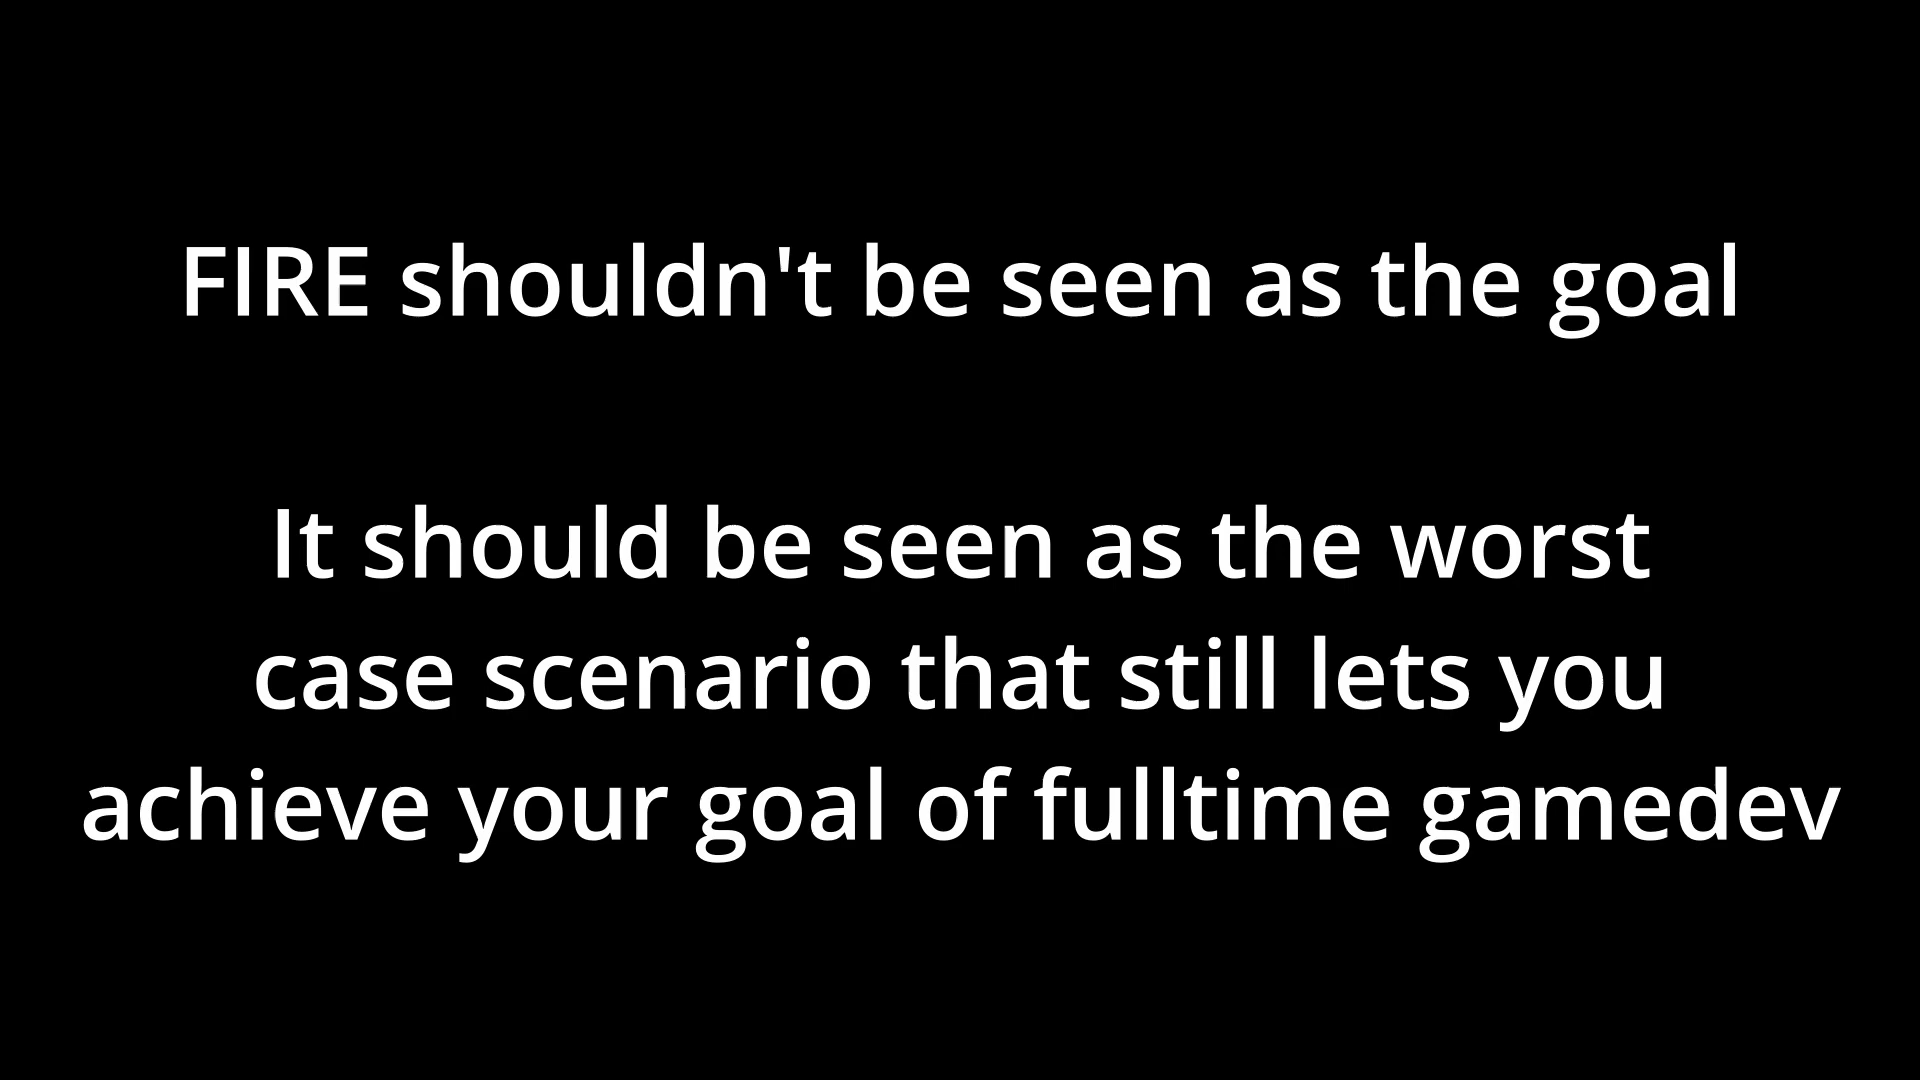 FIRE shouldn't be seen as the goal
It should be seen as the worst
case scenario that still lets you
achieve your goal of fulltime gamedev